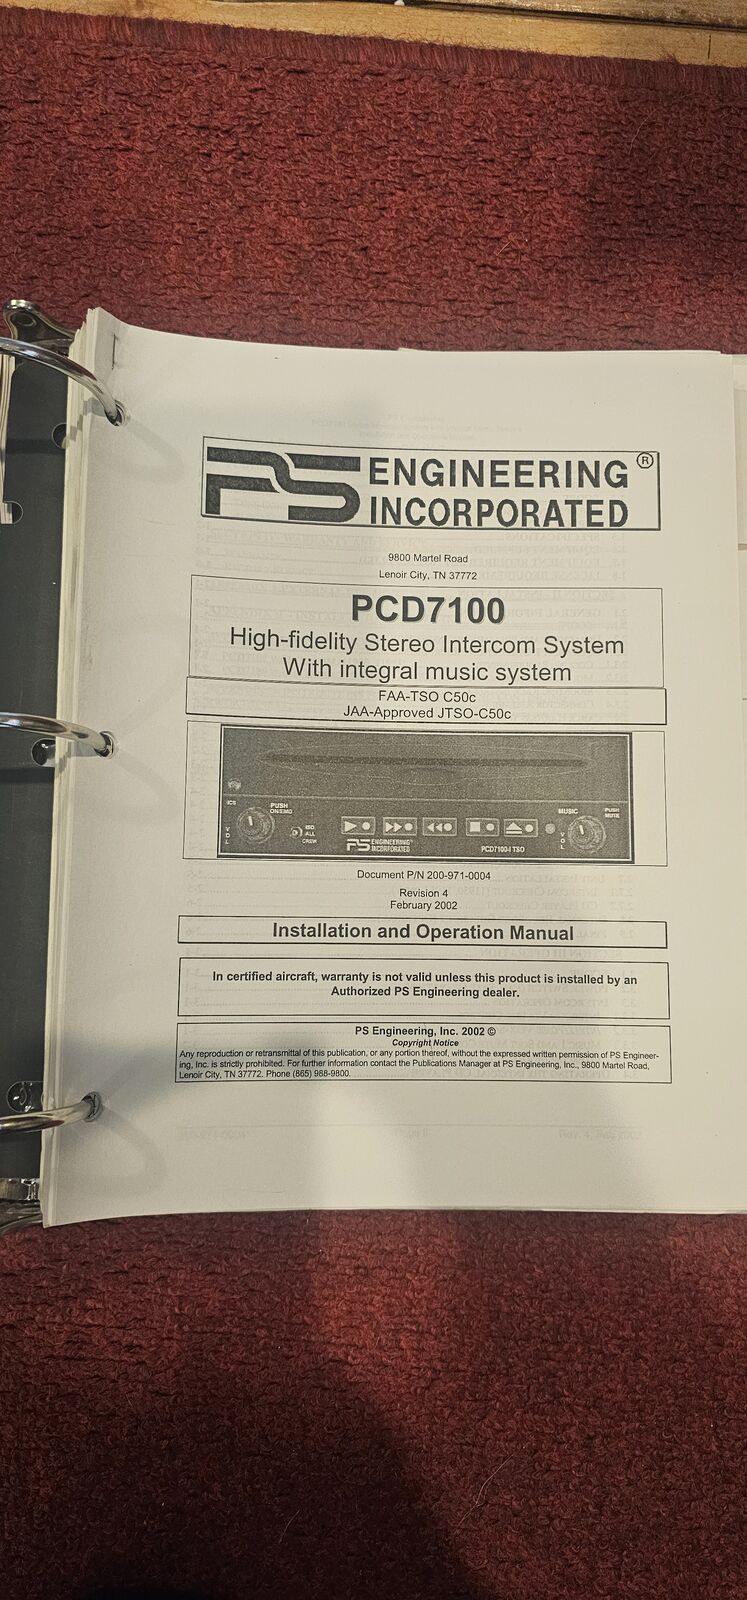 PS ENGINEERING ®
INCORPORATED
9800 Martel Road
Lenoir City, TN 37772
PCD7100
High-fidelity Stereo Intercom System
With integral music system
FAA-TSO C50c
JAA-Approved JTSO-C50c
ICS
PUSH
ON/EMG
VOL
ISO
ALL
CREW
MUSIC
PUSH
MUTE
VOL
PS ENGINEERING®
INCORPORATED
PCD7100-I TSO
Document P/N 200-971-0004
Revision 4
February 2002
Installation and Operation Manual
In certified aircraft, warranty is not valid unless this product is installed by an
Authorized PS Engineering dealer.
PS Engineering, Inc. 2002 ©
Copyright Notice
Any reproduction or retransmittal of this publication, or any portion thereof, without the expressed written permission of PS Engineer-
ing, Inc. is strictly prohibited. For further information contact the Publications Manager at PS Engineering, Inc., 9800 Martel Road,
Lenoir City, TN 37772. Phone (865) 988-9800.